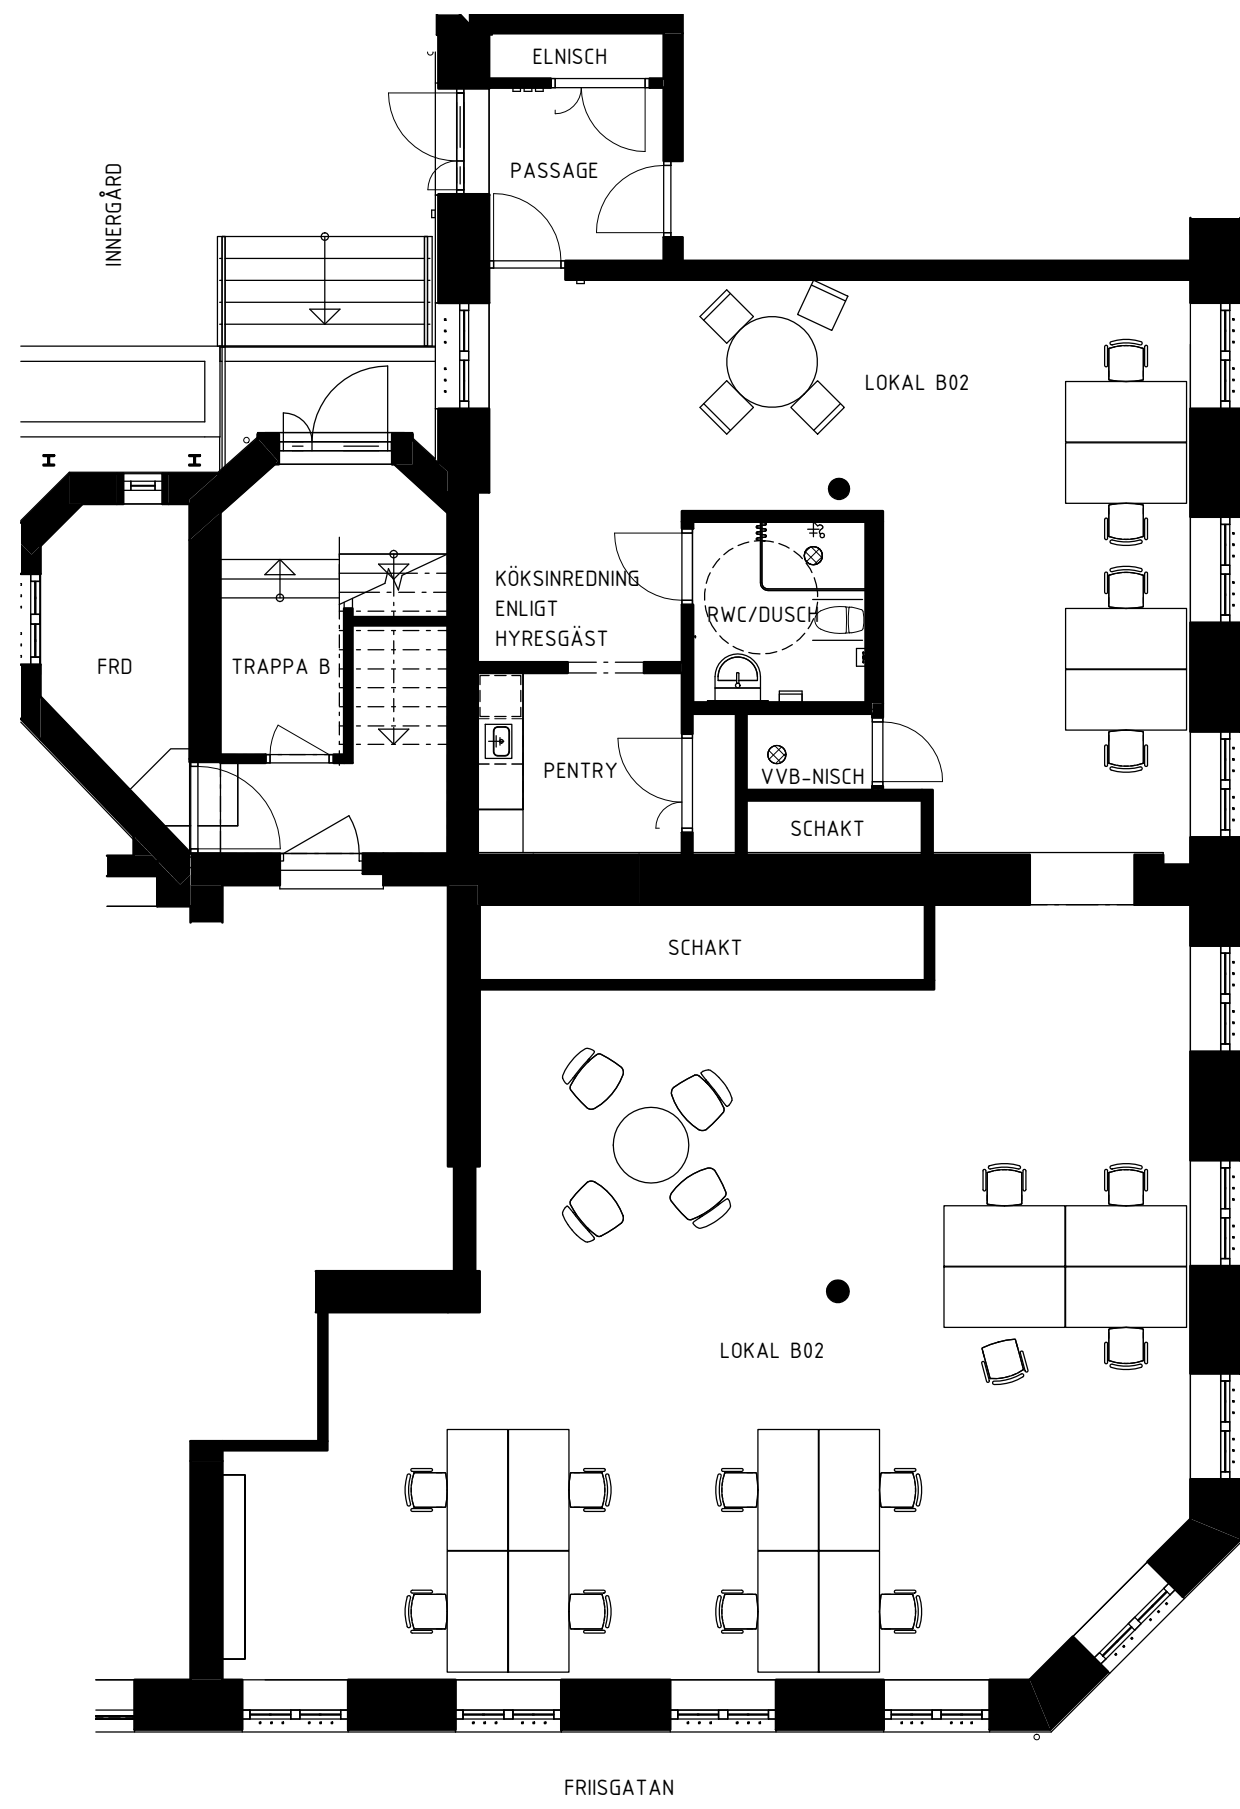 ELNISCH
PASSAGE
INNERGÅRD
LOKAL B02
KÖKSINREDNING
ENLIGT
HYRESGÄST
RWC/DUSCH
FRD
TRAPPA B
PENTRY
VVB-NISCH
SCHAKT
SCHAKT
LOKAL B02
FRIISGATAN